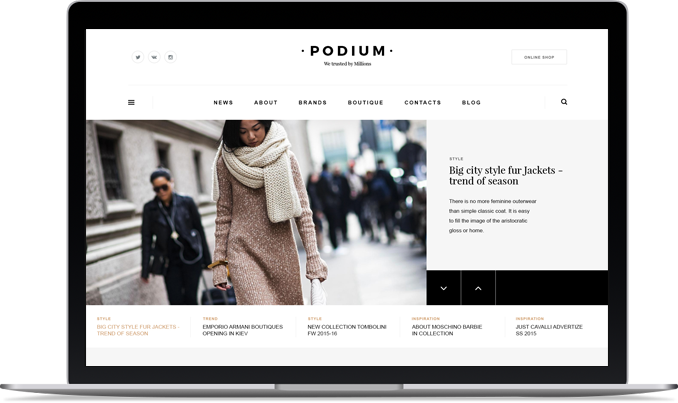 · PODIUM ·
We trusted by Millions
ONLINE SHOP
NEWS ABOUT BRANDS BOUTIQUE CONTACTS BLOG
STYLE
Big city style fur Jackets -
trend of season
There is no more feminine outerwear
than simple classic coat. It is easy
to fill the image of the aristocratic
gloss or home.
STYLE
BIG CITY STYLE FUR JACKETS -
TREND OF SEASON
TREND
EMPORIO ARMANI BOUTIQUES
OPENING IN KIEV
STYLE
NEW COLLECTION TOMBOLINI
FW 2015-16
INSPIRATION
ABOUT MOSCHINO BARBIE
IN COLLECTION
INSPIRATION
JUST CAVALLI ADVERTIZE
SS 2015